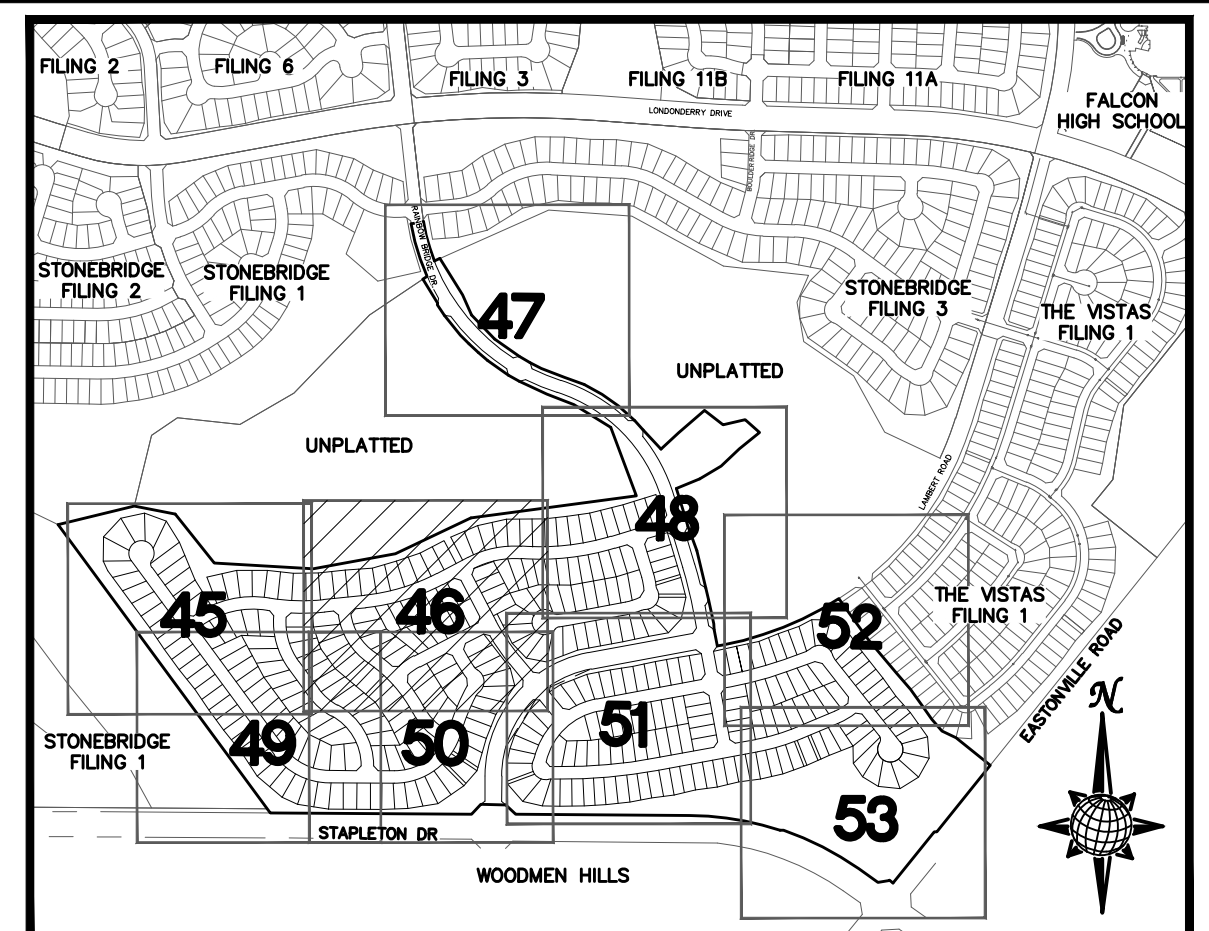 FILING 2
FILING 6
FILING 3
FILING 11B
FILING 11A
FALCON
HIGH SCHOOL
LONDONDERRY DRIVE
BOULDER RIDGE DR
RAINBOW BRIDGE DR.
STONEBRIDGE
FILING 2
STONEBRIDGE
FILING 1
STONEBRIDGE
FILING 3
THE VISTAS
FILING 1
47
UNPLATTED
UNPLATTED
LAMBERT ROAD
48
45
46
52
THE VISTAS
FILING 1
EASTONVILLE ROAD
N
STONEBRIDGE
FILING 1
49
50
51
53
STAPLETON DR
WOODMEN HILLS